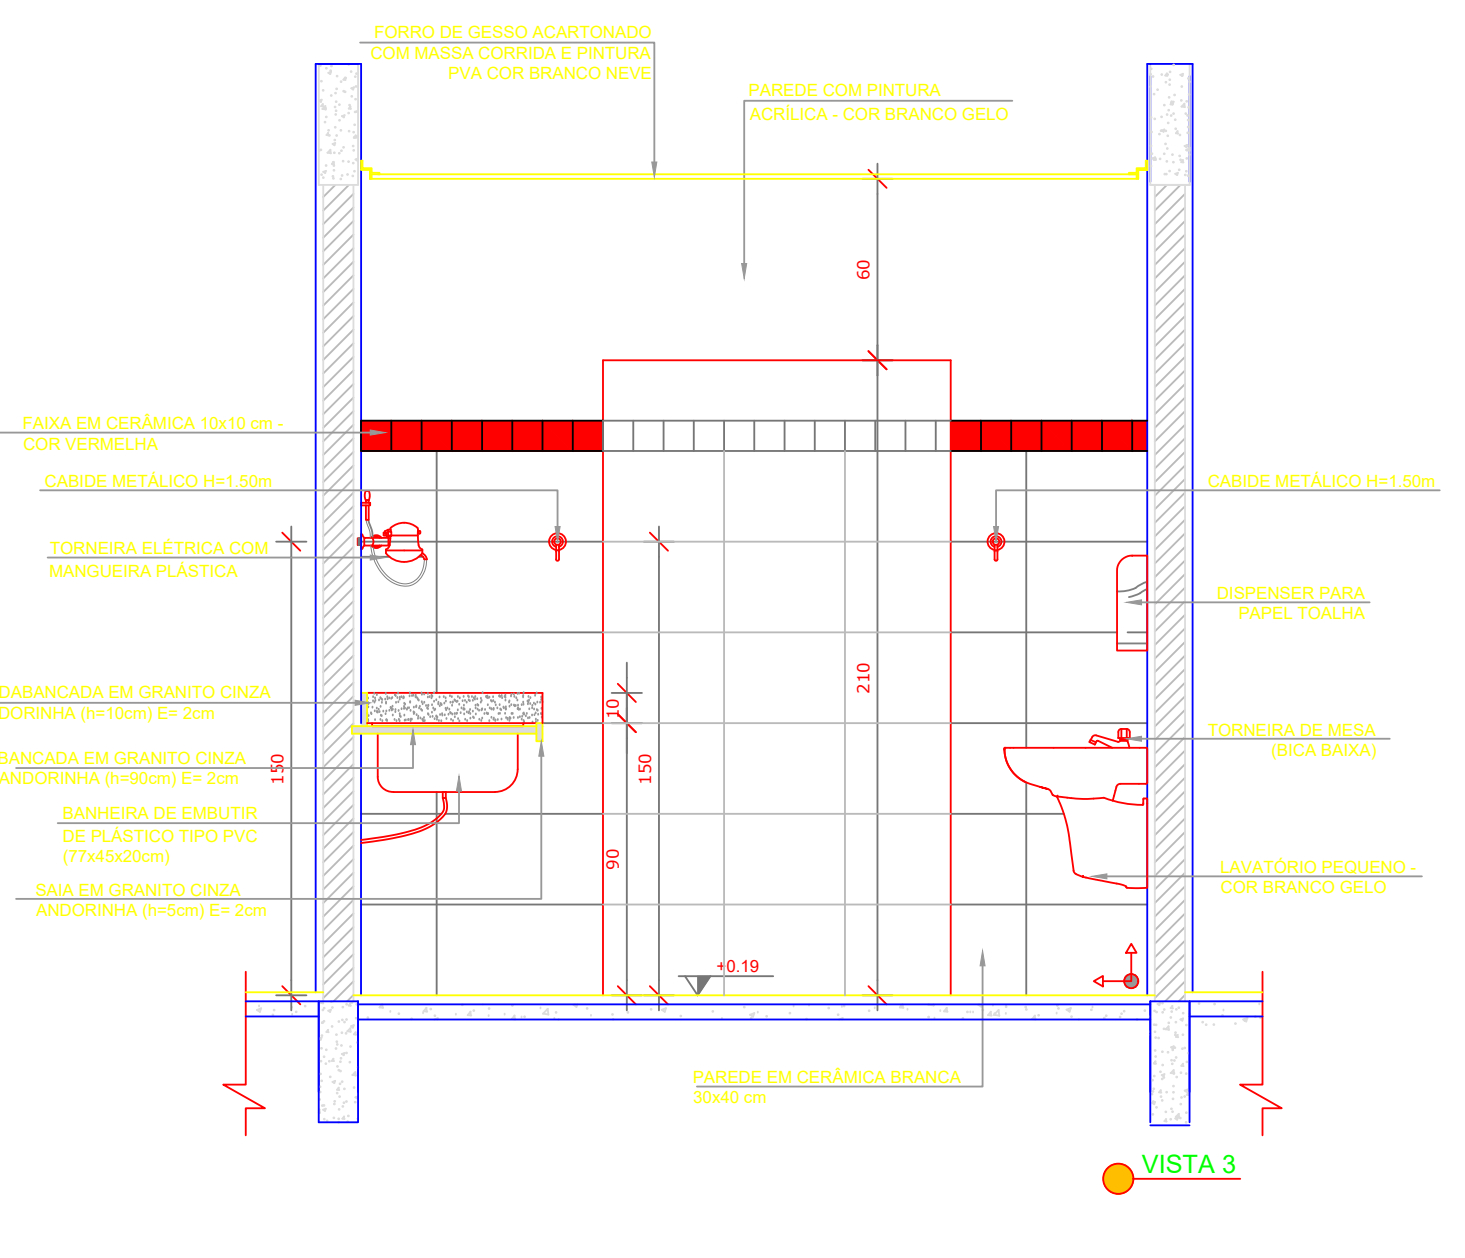 FORRO DE GESSO ACARTONADO
COM MASSA CORRIDA E PINTURA
PVA COR BRANCO NEVE
PAREDE COM PINTURA
ACRÍLICA - COR BRANCO GELO
60
FAIXA EM CERÂMICA 10x10 cm -
COR VERMELHA
CABIDE METÁLICO H=1.50m
CABIDE METÁLICO H=1.50m
TORNEIRA ELÉTRICA COM
MANGUEIRA PLÁSTICA
DISPENSER PARA
PAPEL TOALHA
210
DABANCADA EM GRANITO CINZA
DORINHA (h=10cm) E= 2cm
10
TORNEIRA DE MESA
(BICA BAIXA)
BANCADA EM GRANITO CINZA
ANDORINHA (h=90cm) E= 2cm
150
150
BANHEIRA DE EMBUTIR
DE PLÁSTICO TIPO PVC
(77x45x20cm)
90
LAVATÓRIO PEQUENO -
COR BRANCO GELO
SAIA EM GRANITO CINZA
ANDORINHA (h=5cm) E= 2cm
+0.19
PAREDE EM CERÂMICA BRANCA
30x40 cm
VISTA 3